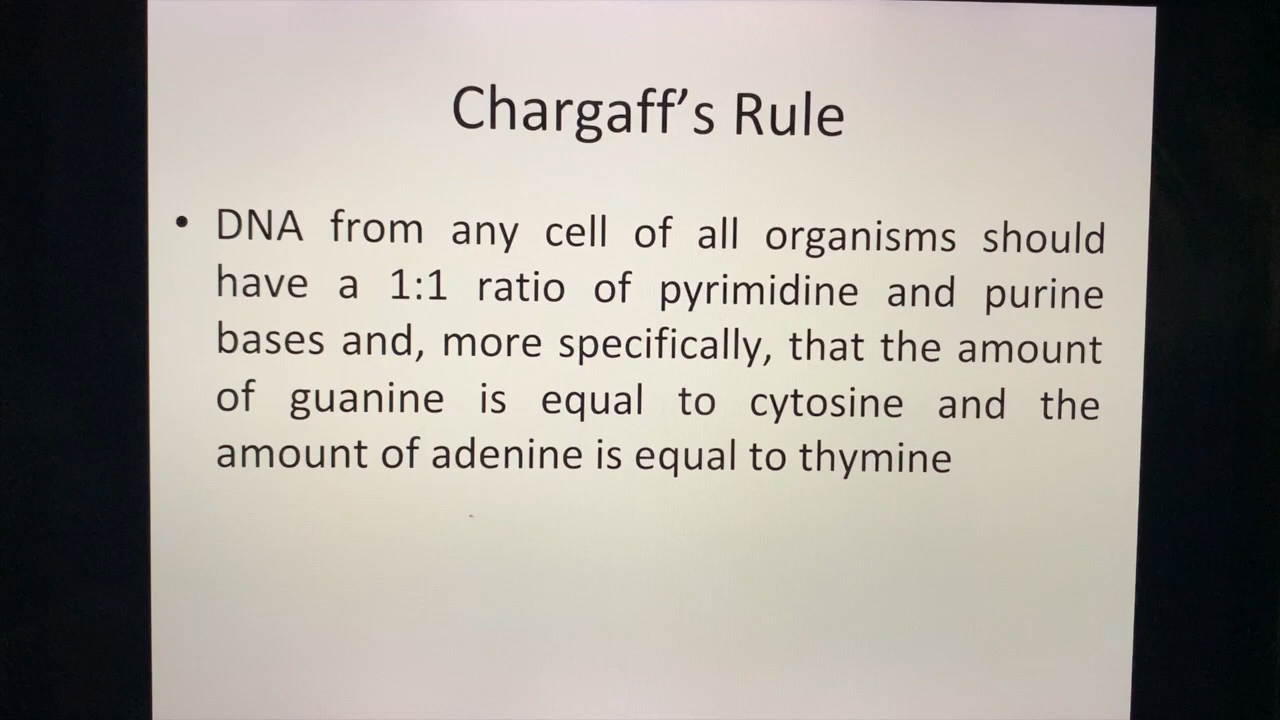 Chargaff’s Rule
• DNA from any cell of all organisms should
have a 1:1 ratio of pyrimidine and purine
bases and, more specifically, that the amount
of guanine is equal to cytosine and the
amount of adenine is equal to thymine